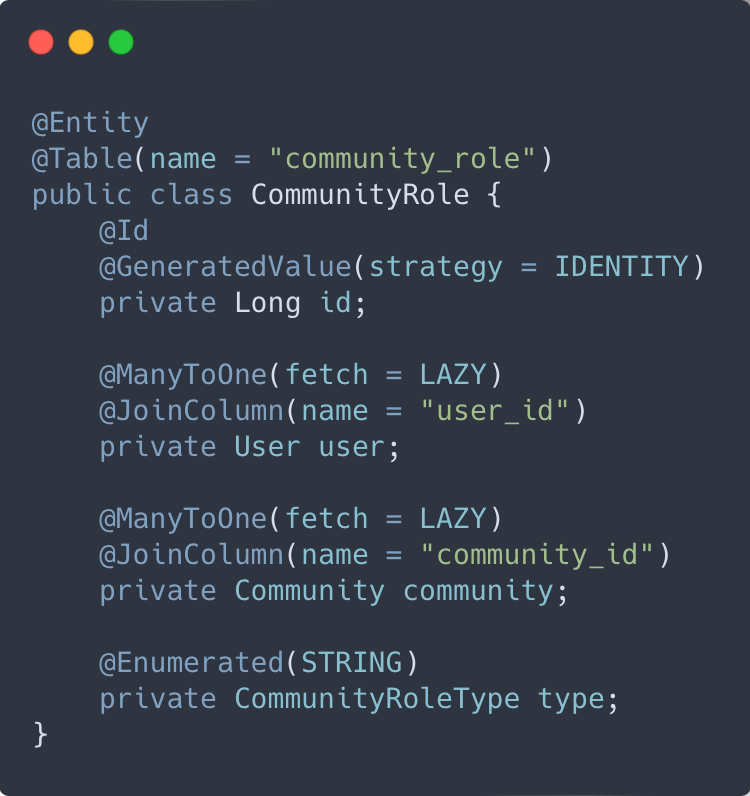 @Entity
@Table(name = "community_role")
public class CommunityRole {
    @Id
    @GeneratedValue(strategy = IDENTITY)
    private Long id;

    @ManyToOne(fetch = LAZY)
    @JoinColumn(name = "user_id")
    private User user;

    @ManyToOne(fetch = LAZY)
    @JoinColumn(name = "community_id")
    private Community community;

    @Enumerated(STRING)
    private CommunityRoleType type;
}